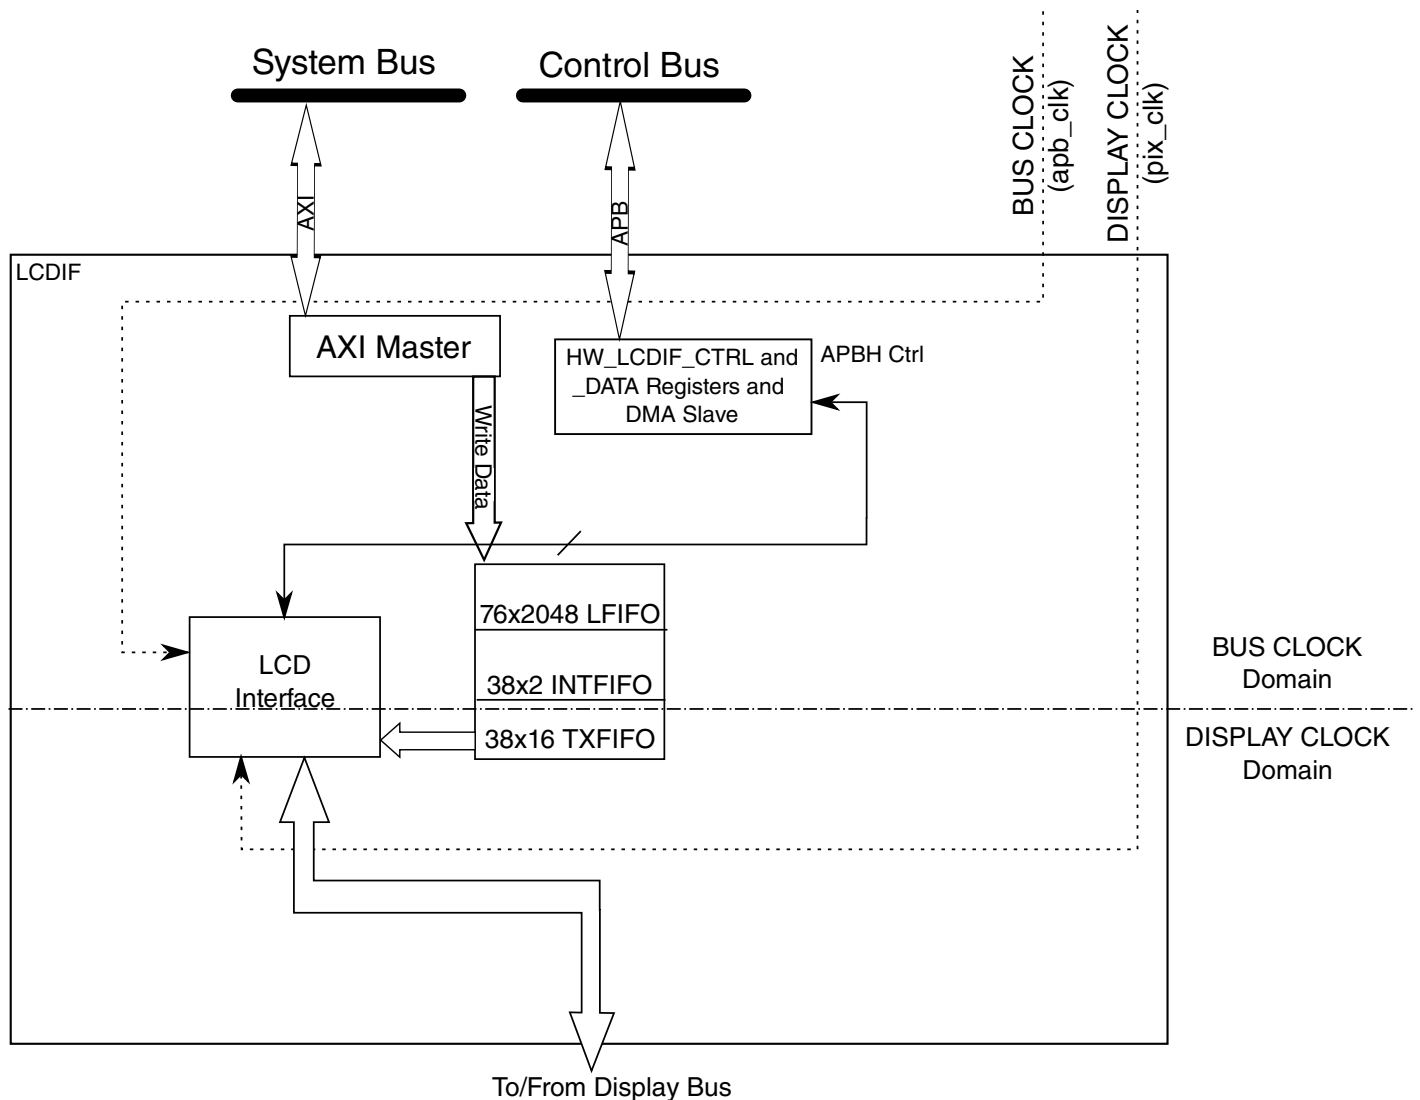 System Bus
Control Bus
BUS CLOCK
(apb_clk)
DISPLAY CLOCK
(pix_clk)
AXI
APB
LCDIF
AXI Master
HW_LCDIF_CTRL and
_DATA Registers and
DMA Slave
APBH Ctrl
Write Data
76x2048 LFIFO
38x2 INTFIFO
38x16 TXFIFO
LCD
Interface
BUS CLOCK
Domain
DISPLAY CLOCK
Domain
To/From Display Bus